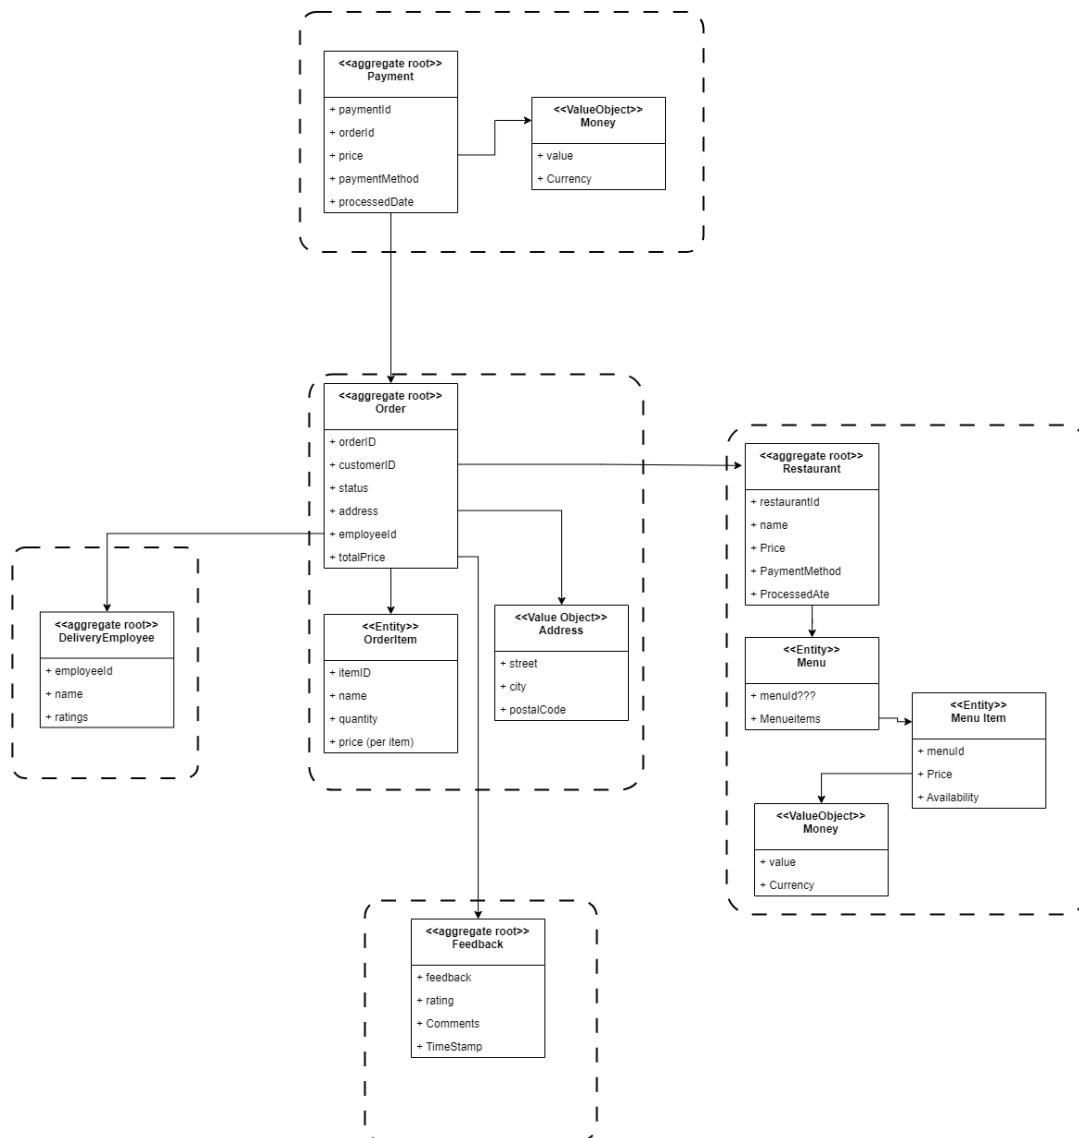 <<aggregate root>>
Payment
+ paymentId
+ orderId
+ price
+ paymentMethod
+ processedDate
<<ValueObject>>
Money
+ value
+ Currency
<<aggregate root>>
Order
+ orderID
+ customerID
+ status
+ address
+ employeeId
+ totalPrice
<<aggregate root>>
Restaurant
+ restaurantId
+ name
+ Price
+ PaymentMethod
+ ProcessedAte
<<aggregate root>>
DeliveryEmployee
+ employeeId
+ name
+ ratings
<<Entity>>
OrderItem
+ itemID
+ name
+ quantity
+ price (per item)
<<Value Object>>
Address
+ street
+ city
+ postalCode
<<Entity>>
Menu
+ menuId???
+ Menueitems
<<Entity>>
Menu Item
+ menuId
+ Price
+ Availability
<<ValueObject>>
Money
+ value
+ Currency
<<aggregate root>>
Feedback
+ feedback
+ rating
+ Comments
+ TimeStamp